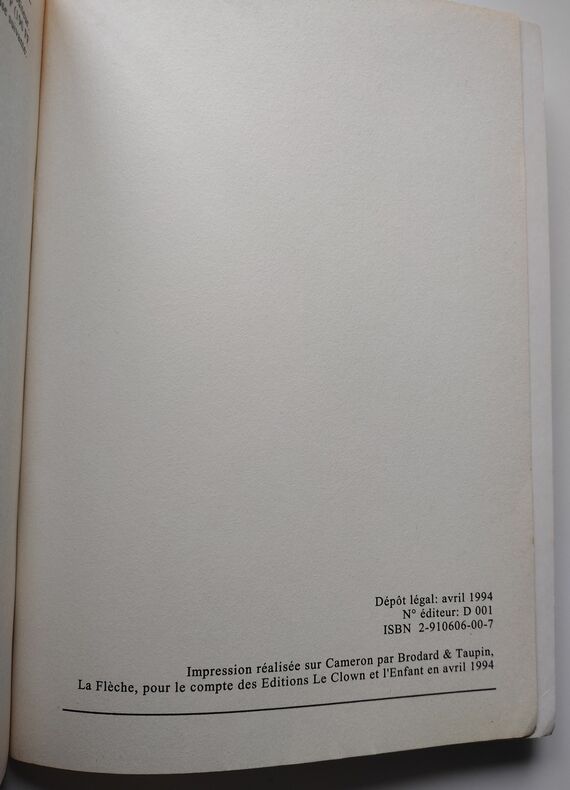 Dépôt légal: avril 1994
N° éditeur: D 001
ISBN 2-910606-00-7
Impression réalisée sur Cameron par Brodard & Taupin,
La Flèche, pour le compte des Editions Le Clown et l'Enfant en avril 1994